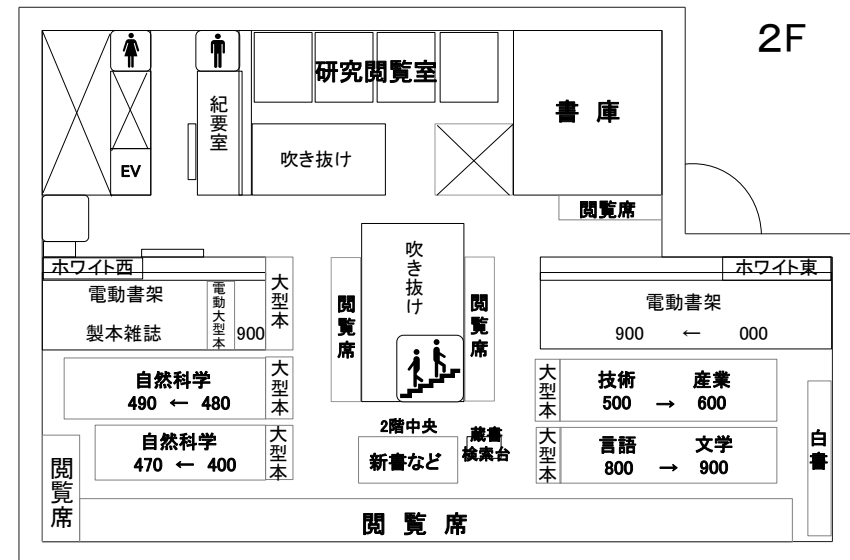 2F
研究閲覧室
紀要室
吹き抜け
書庫
EV
閲覧席
吹き抜け
ホワイト西
大型本
閲覧席
閲覧席
ホワイト東
電動書架
電動大型本
製本雑誌
900
電動書架
900 ← 000
自然科学
490 ← 480
大型本
大型本
技術 産業
500 → 600
白書
自然科学
470 ← 400
大型本
2階中央
新書など
蔵書
検索台
大型本
言語 文学
800 → 900
閲覧席
閲覧席